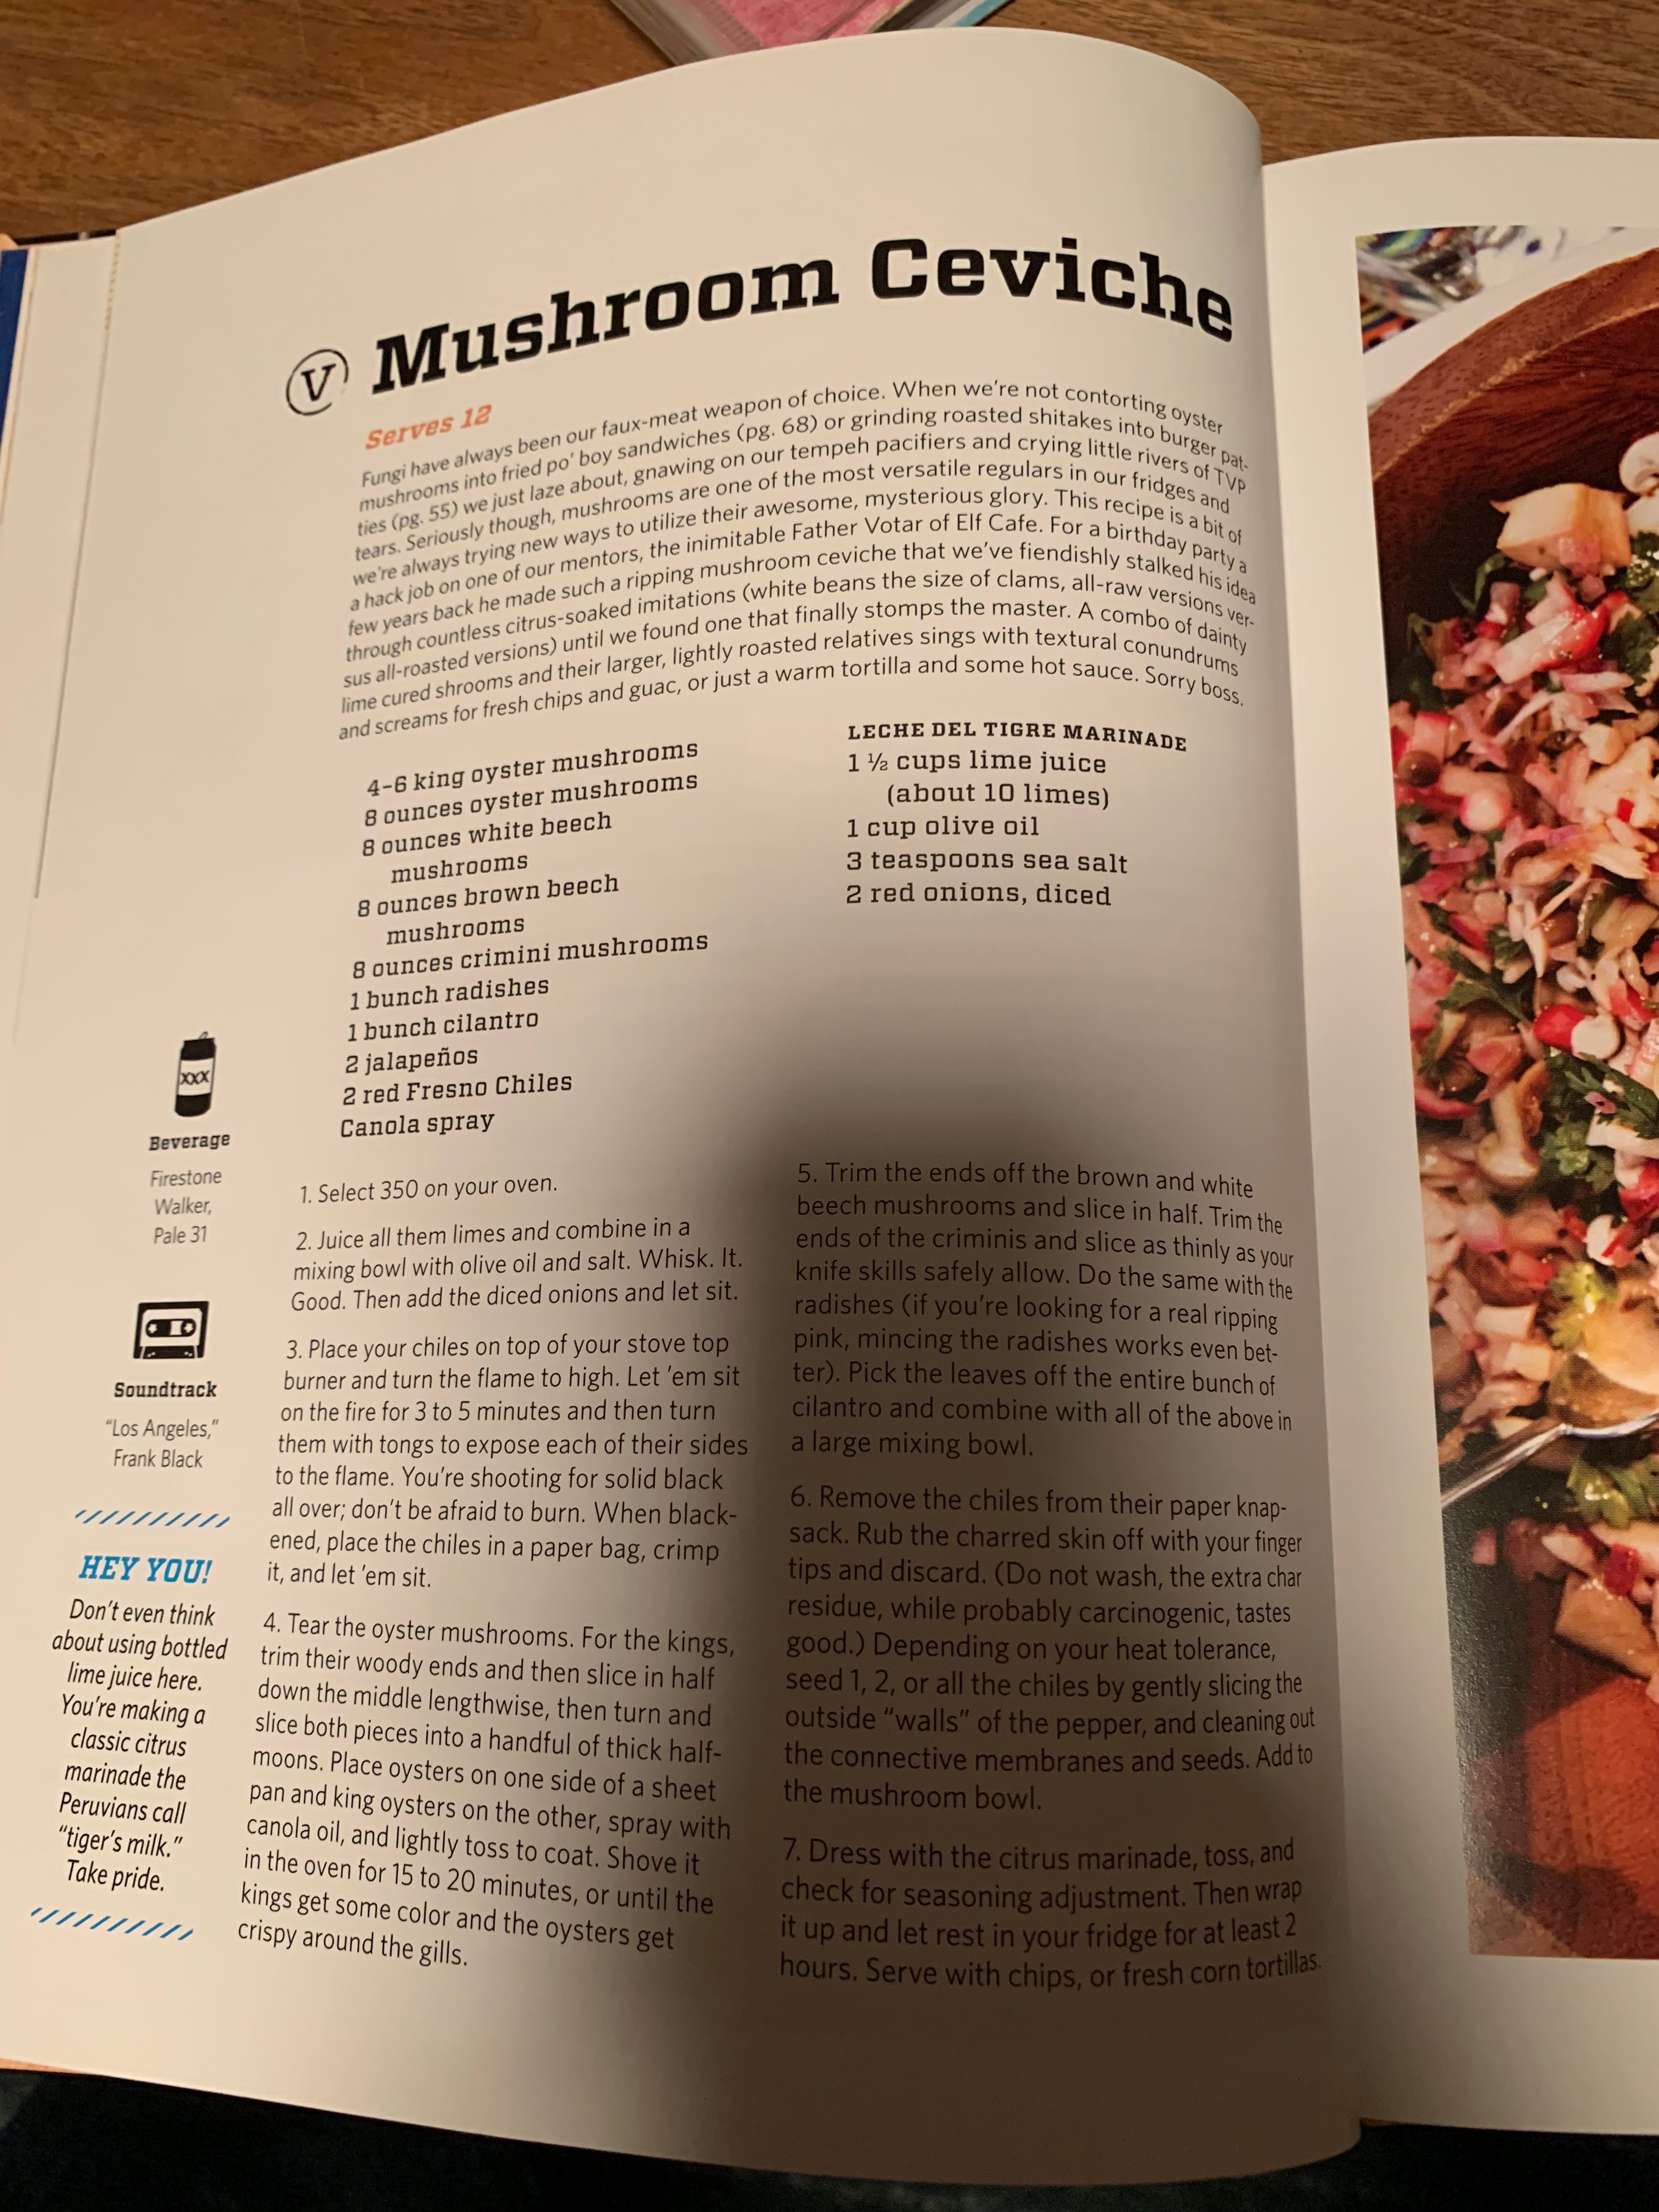 V Mushroom Ceviche
Serves 12
Fungi have always been our faux-meat weapon of choice. When we're not contorting oyster
mushrooms into fried po' boy sandwiches (pg. 68) or grinding roasted shitakes into burger pat-
ties (pg. 55) we just laze about, gnawing on our tempeh pacifiers and crying little rivers of TVP
tears. Seriously though, mushrooms are one of the most versatile regulars in our fridges and
we're always trying new ways to utilize their awesome, mysterious glory. This recipe is a bit of
a hack job on one of our mentors, the inimitable Father Votar of Elf Cafe. For a birthday party a
few years back he made such a ripping mushroom ceviche that we've fiendishly stalked his idea
through countless citrus-soaked imitations (white beans the size of clams, all-raw versions ver-
sus all-roasted versions) until we found one that finally stomps the master. A combo of dainty
lime cured shrooms and their larger, lightly roasted relatives sings with textural conundrums
and screams for fresh chips and guac, or just a warm tortilla and some hot sauce. Sorry boss.
4–6 king oyster mushrooms
8 ounces oyster mushrooms
8 ounces white beech
mushrooms
8 ounces brown beech
mushrooms
8 ounces crimini mushrooms
1 bunch radishes
1 bunch cilantro
2 jalapeños
2 red Fresno Chiles
Canola spray
LECHE DEL TIGRE MARINADE
1 ½ cups lime juice
(about 10 limes)
1 cup olive oil
3 teaspoons sea salt
2 red onions, diced
XXX
Beverage
Firestone
Walker,
Pale 31
Soundtrack
"Los Angeles,"
Frank Black
HEY YOU!
Don't even think
about using bottled
lime juice here.
You're making a
classic citrus
marinade the
Peruvians call
"tiger's milk."
Take pride.
1. Select 350 on your oven.
2. Juice all them limes and combine in a
mixing bowl with olive oil and salt. Whisk. It.
Good. Then add the diced onions and let sit.
3. Place your chiles on top of your stove top
burner and turn the flame to high. Let 'em sit
on the fire for 3 to 5 minutes and then turn
them with tongs to expose each of their sides
to the flame. You're shooting for solid black
all over; don't be afraid to burn. When black-
ened, place the chiles in a paper bag, crimp
it, and let 'em sit.
4. Tear the oyster mushrooms. For the kings,
trim their woody ends and then slice in half
down the middle lengthwise, then turn and
slice both pieces into a handful of thick half-
moons. Place oysters on one side of a sheet
pan and king oysters on the other, spray with
canola oil, and lightly toss to coat. Shove it
in the oven for 15 to 20 minutes, or until the
kings get some color and the oysters get
crispy around the gills.
5. Trim the ends off the brown and white
beech mushrooms and slice in half. Trim the
ends of the criminis and slice as thinly as your
knife skills safely allow. Do the same with the
radishes (if you're looking for a real ripping
pink, mincing the radishes works even bet-
ter). Pick the leaves off the entire bunch of
cilantro and combine with all of the above in
a large mixing bowl.
6. Remove the chiles from their paper knap-
sack. Rub the charred skin off with your finger
tips and discard. (Do not wash, the extra char
residue, while probably carcinogenic, tastes
good.) Depending on your heat tolerance,
seed 1, 2, or all the chiles by gently slicing the
outside "walls" of the pepper, and cleaning out
the connective membranes and seeds. Add to
the mushroom bowl.
7. Dress with the citrus marinade, toss, and
check for seasoning adjustment. Then wrap
it up and let rest in your fridge for at least 2
hours. Serve with chips, or fresh corn tortillas.